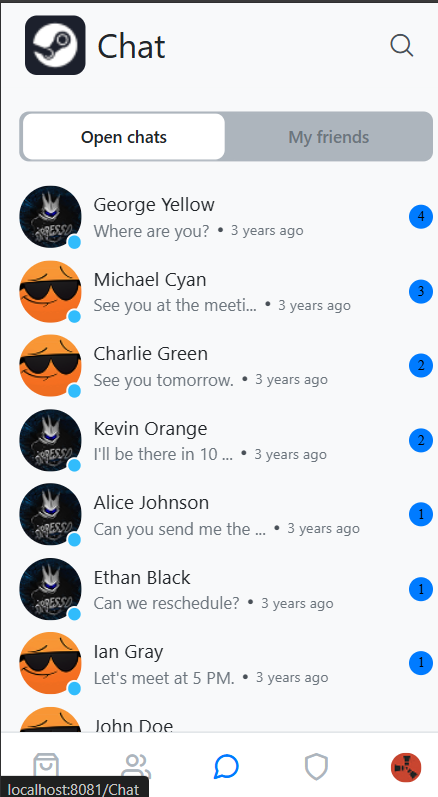 Chat
Open chats My friends
George Yellow
Where are you? • 3 years ago 4
Michael Cyan
See you at the meeti... • 3 years ago 3
Charlie Green
See you tomorrow. • 3 years ago 2
Kevin Orange
I'll be there in 10 ... • 3 years ago 2
Alice Johnson
Can you send me the ... • 3 years ago 1
Ethan Black
Can we reschedule? • 3 years ago 1
Ian Gray
Let's meet at 5 PM. • 3 years ago 1
John Doe
localhost:8081/Chat